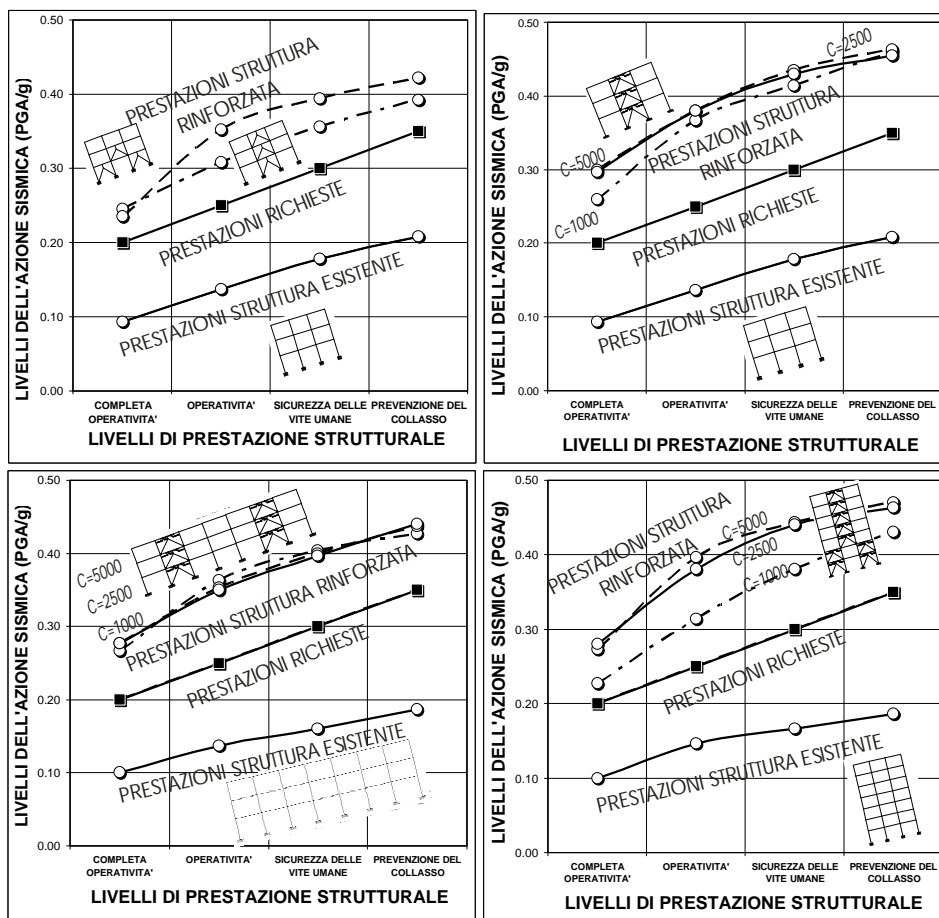 LIVELLI DELL'AZIONE SISMICA (PGA/g)
0.50
0.40
0.30
0.20
0.10
0.00
PRESTAZIONI STRUTTURA
RINFORZATA
PRESTAZIONI RICHIESTE
PRESTAZIONI STRUTTURA ESISTENTE
COMPLETA
OPERATIVITA'
OPERATIVITA'
SICUREZZA DELLE
VITE UMANE
PREVENZIONE DEL
COLLASSO
LIVELLI DI PRESTAZIONE STRUTTURALE
LIVELLI DELL'AZIONE SISMICA (PGA/g)
0.50
0.40
0.30
0.20
0.10
0.00
C=2500
C=5000
C=1000
PRESTAZIONI STRUTTURA
RINFORZATA
PRESTAZIONI RICHIESTE
PRESTAZIONI STRUTTURA ESISTENTE
COMPLETA
OPERATIVITA'
OPERATIVITA'
SICUREZZA DELLE
VITE UMANE
PREVENZIONE DEL
COLLASSO
LIVELLI DI PRESTAZIONE STRUTTURALE
LIVELLI DELL'AZIONE SISMICA (PGA/g)
0.50
0.40
0.30
0.20
0.10
0.00
C=5000
C=2500
C=1000
PRESTAZIONI STRUTTURA RINFORZATA
PRESTAZIONI RICHIESTE
PRESTAZIONI STRUTTURA ESISTENTE
COMPLETA
OPERATIVITA'
OPERATIVITA'
SICUREZZA DELLE
VITE UMANE
PREVENZIONE DEL
COLLASSO
LIVELLI DI PRESTAZIONE STRUTTURALE
LIVELLI DELL'AZIONE SISMICA (PGA/g)
0.50
0.40
0.30
0.20
0.10
0.00
PRESTAZIONI STRUTTURA
RINFORZATA
C=5000
C=2500
C=1000
PRESTAZIONI RICHIESTE
PRESTAZIONI STRUTTURA ESISTENTE
COMPLETA
OPERATIVITA'
OPERATIVITA'
SICUREZZA DELLE
VITE UMANE
PREVENZIONE DEL
COLLASSO
LIVELLI DI PRESTAZIONE STRUTTURALE